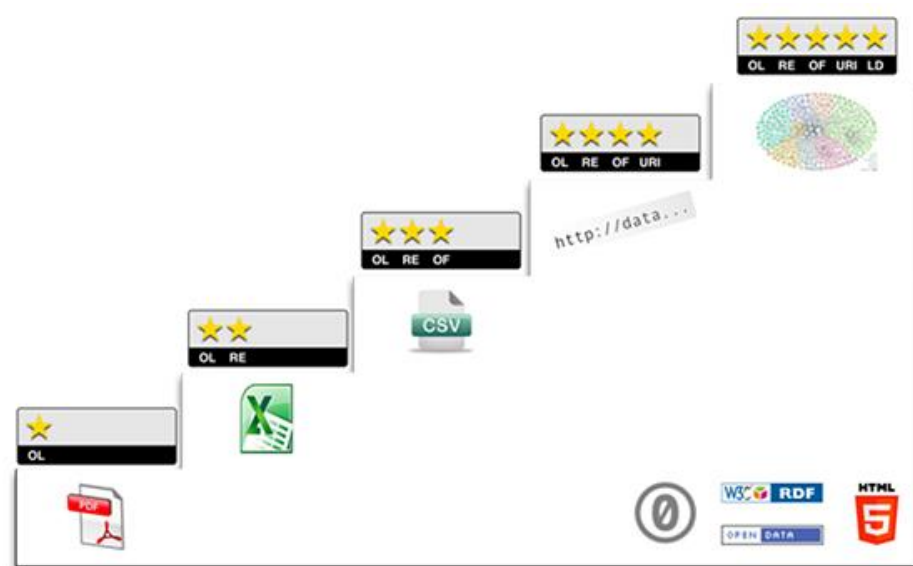 OL RE OF URI LD
OL RE OF URI
http://data...
OL RE OF
CSV
OL RE
X
OL
PDF
0
W3C RDF
OPEN DATA
HTML
5